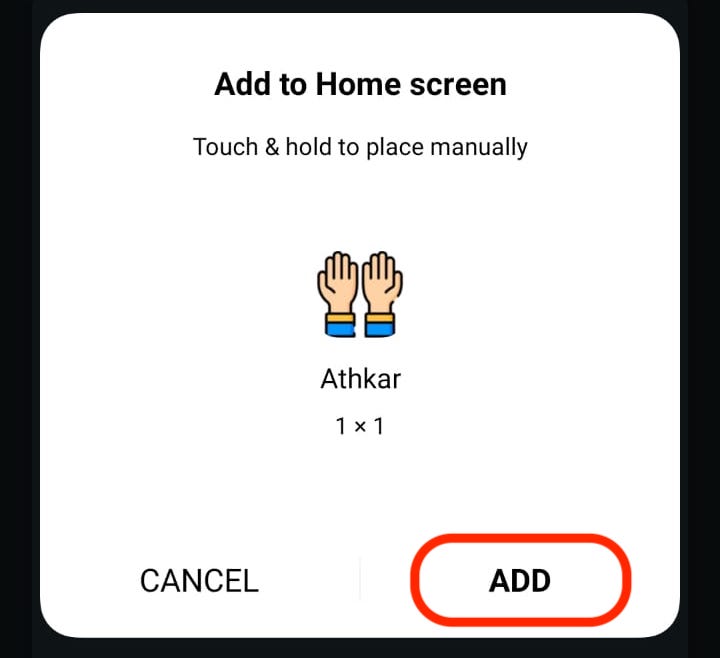 Add to Home screen
Touch & hold to place manually
Athkar
1 × 1
CANCEL
ADD